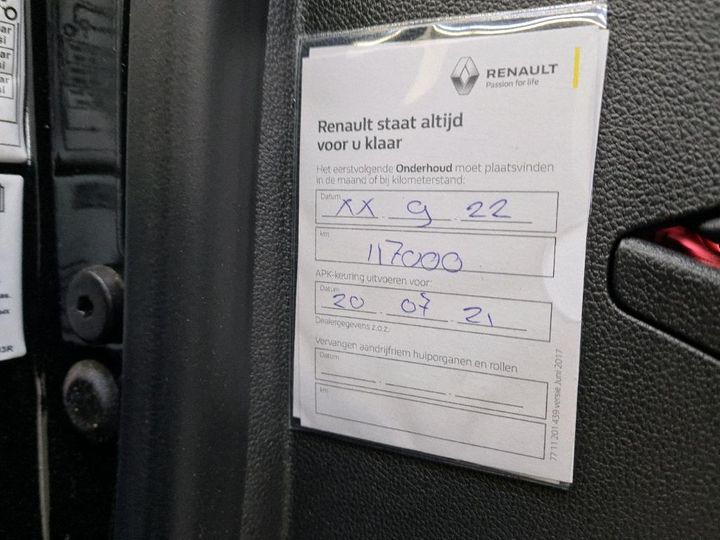 RENAULT
Passion for life
Renault staat altijd
voor u klaar
Het eerstvolgende Onderhoud moet plaatsvinden
in de maand of bij kilometerstand:
Datum
XX . 9 . 22
km
117000
APK-keuring uitvoeren voor:
Datum
20 . 07 . 21
Dealergegevens z.o.z.
Vervangen aandrijfriem hulporganen en rollen
Datum
km
77 11 201 439 versie Juni 2017